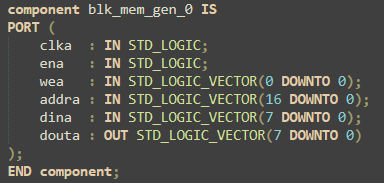 component blk_mem_gen_0 IS
PORT (
clka : IN STD_LOGIC;
ena : IN STD_LOGIC;
wea : IN STD_LOGIC_VECTOR(0 DOWNTO 0);
addra : IN STD_LOGIC_VECTOR(16 DOWNTO 0);
dina : IN STD_LOGIC_VECTOR(7 DOWNTO 0);
douta : OUT STD_LOGIC_VECTOR(7 DOWNTO 0)
);
END component;